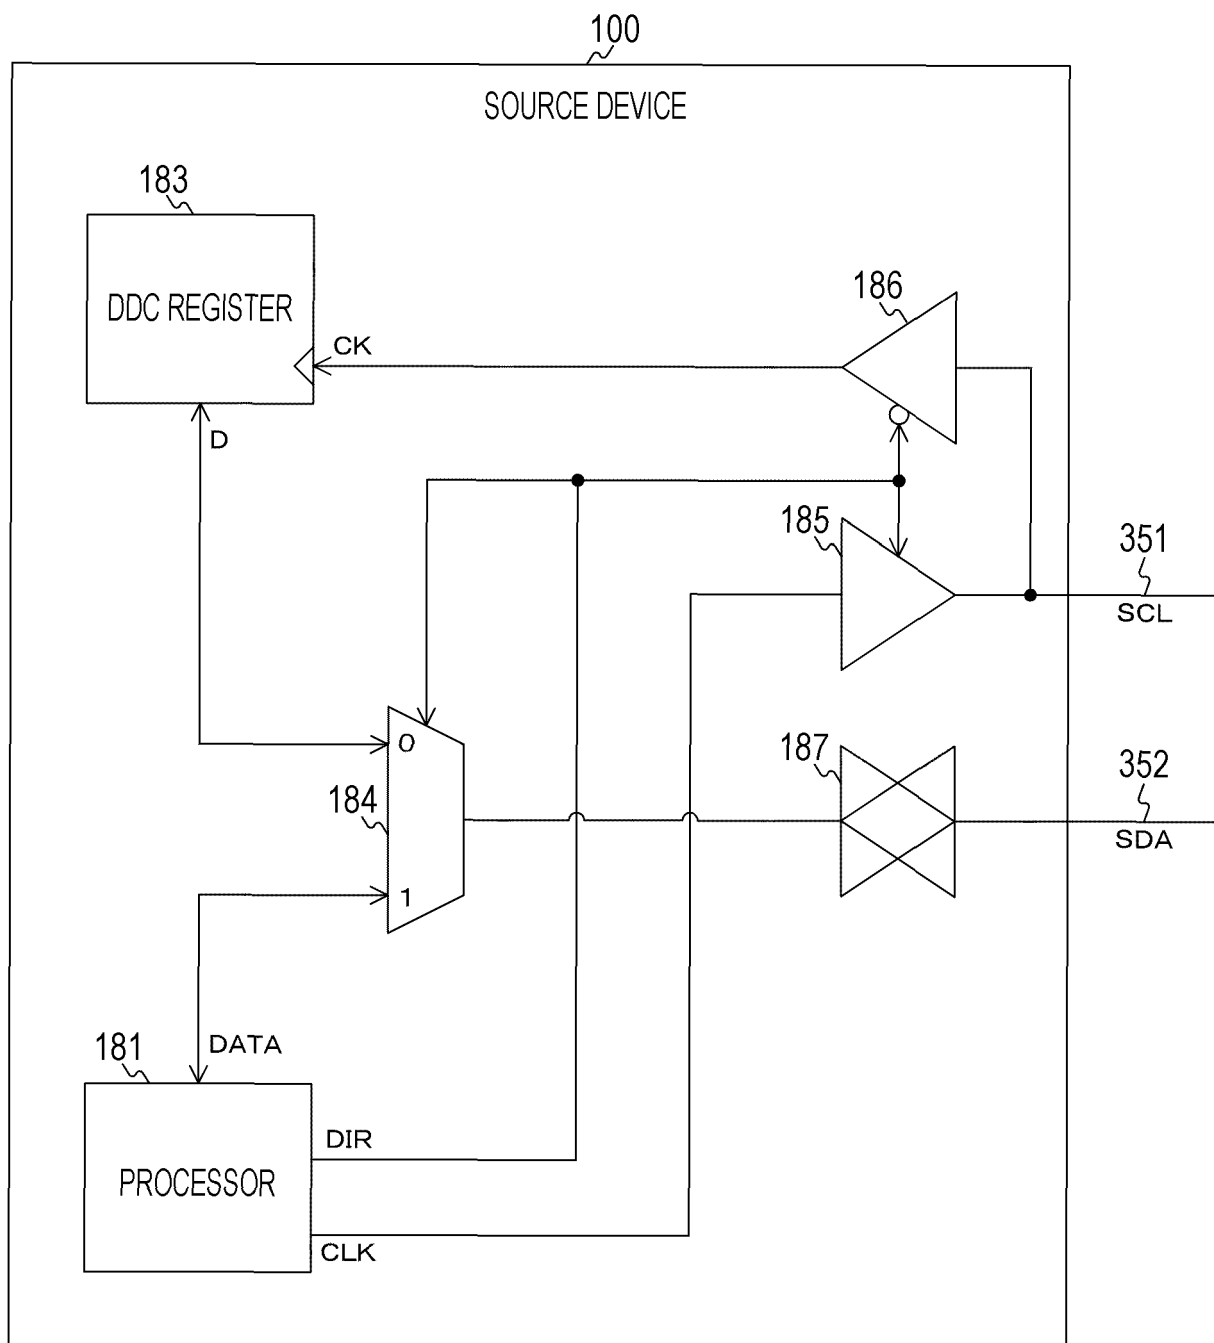 100
SOURCE DEVICE
183
DDC REGISTER
186
CK
D
185
351
SCL
0
187
352
184
SDA
1
181
DATA
DIR
PROCESSOR
CLK